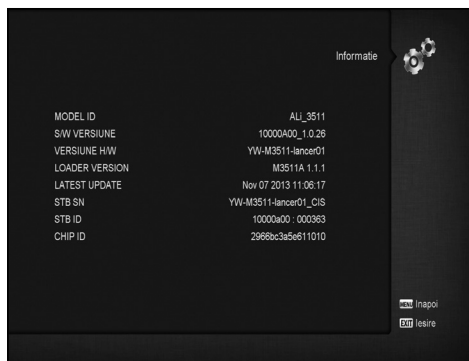 Informatie
MODEL ID ALi_3511
S/W VERSIUNE 10000A00_1.0.26
VERSIUNE H/W YW-M3511-lancer01
LOADER VERSION M3511A 1.1.1
LATEST UPDATE Nov 07 2013 11:06:17
STB SN YW-M3511-lancer01_CIS
STB ID 10000a00 : 000363
CHIP ID 2966bc3a5e611010
MENU Inapoi
EXIT Iesire